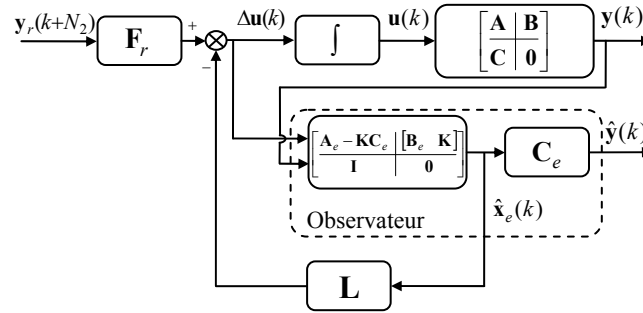 y_r(k+N_2)
F_r
+
−
Δu(k)
∫
u(k)
A B
C 0
y(k)
A_e − KC_e [B_e K]
I 0
C_e
ŷ(k)
Observateur
x̂_e(k)
L